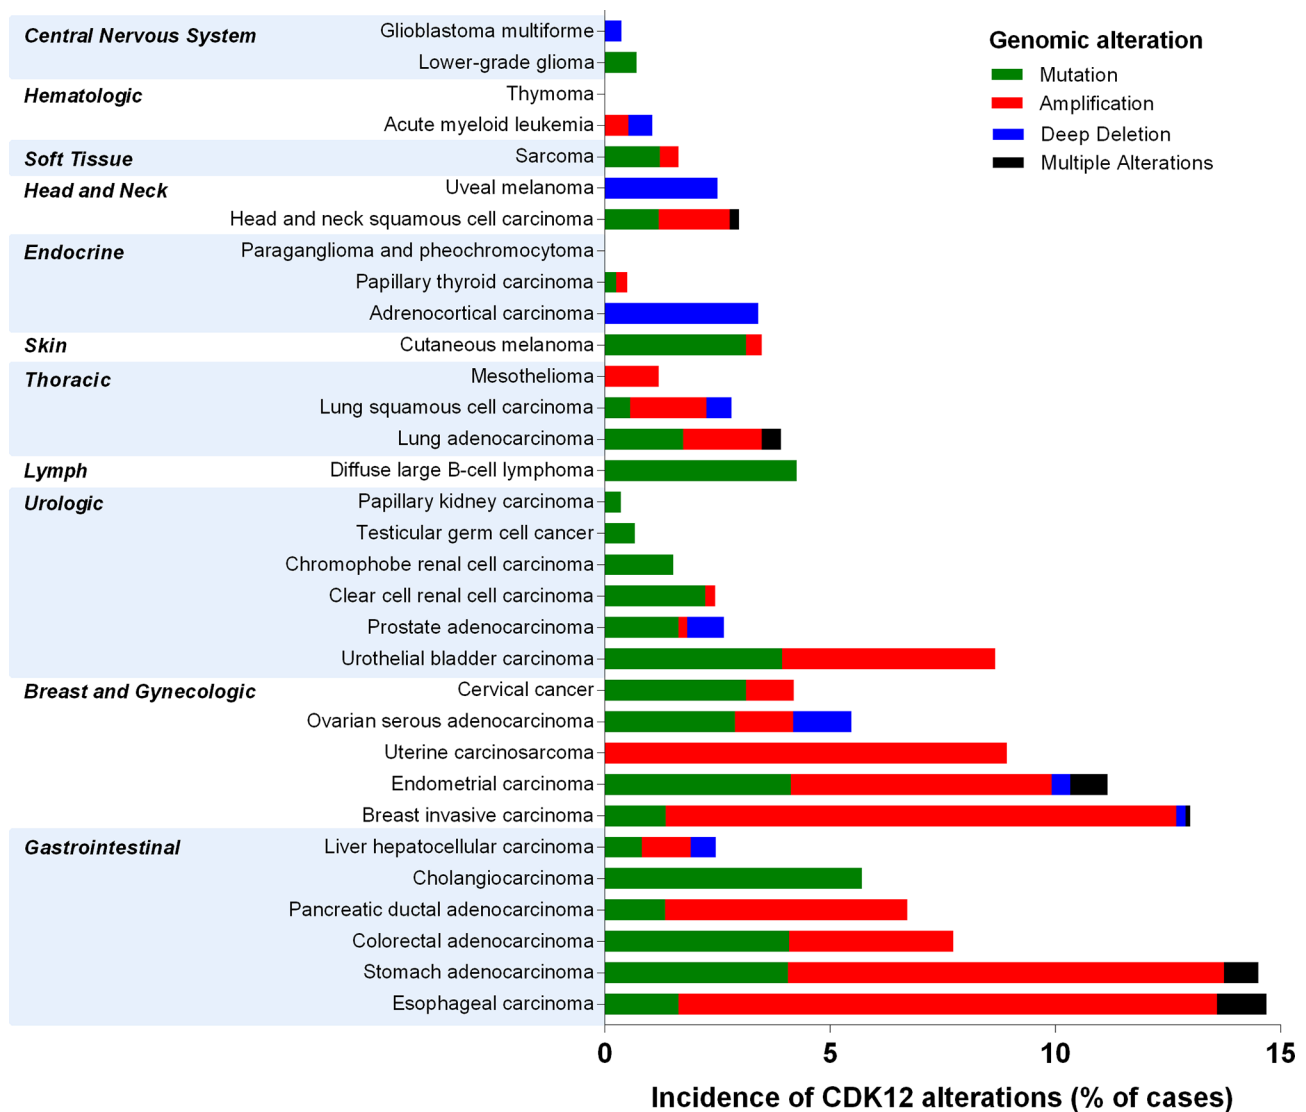 Central Nervous System
Glioblastoma multiforme
Lower-grade glioma
Hematologic
Thymoma
Acute myeloid leukemia
Soft Tissue
Sarcoma
Head and Neck
Uveal melanoma
Head and neck squamous cell carcinoma
Endocrine
Paraganglioma and pheochromocytoma
Papillary thyroid carcinoma
Adrenocortical carcinoma
Skin
Cutaneous melanoma
Thoracic
Mesothelioma
Lung squamous cell carcinoma
Lung adenocarcinoma
Lymph
Diffuse large B-cell lymphoma
Urologic
Papillary kidney carcinoma
Testicular germ cell cancer
Chromophobe renal cell carcinoma
Clear cell renal cell carcinoma
Prostate adenocarcinoma
Urothelial bladder carcinoma
Breast and Gynecologic
Cervical cancer
Ovarian serous adenocarcinoma
Uterine carcinosarcoma
Endometrial carcinoma
Breast invasive carcinoma
Gastrointestinal
Liver hepatocellular carcinoma
Cholangiocarcinoma
Pancreatic ductal adenocarcinoma
Colorectal adenocarcinoma
Stomach adenocarcinoma
Esophageal carcinoma
Genomic alteration
Mutation
Amplification
Deep Deletion
Multiple Alterations
0 5 10 15
Incidence of CDK12 alterations (% of cases)